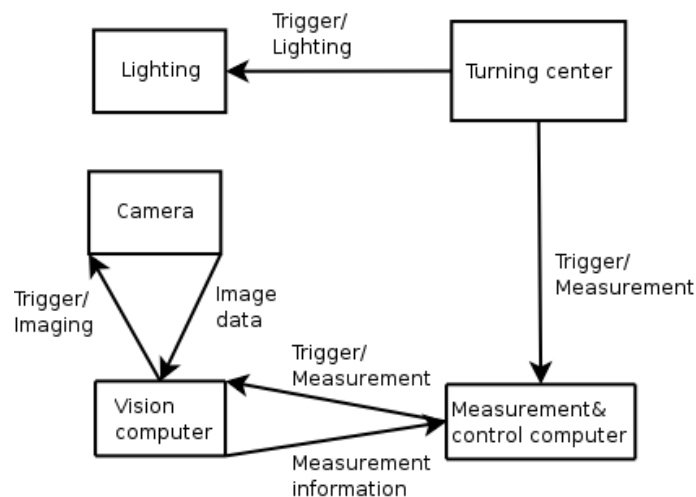 Trigger/
Lighting
Lighting
Turning center
Camera
Trigger/
Measurement
Trigger/
Imaging
Image
data
Trigger/
Measurement
Vision
computer
Measurement&
control computer
Measurement
information